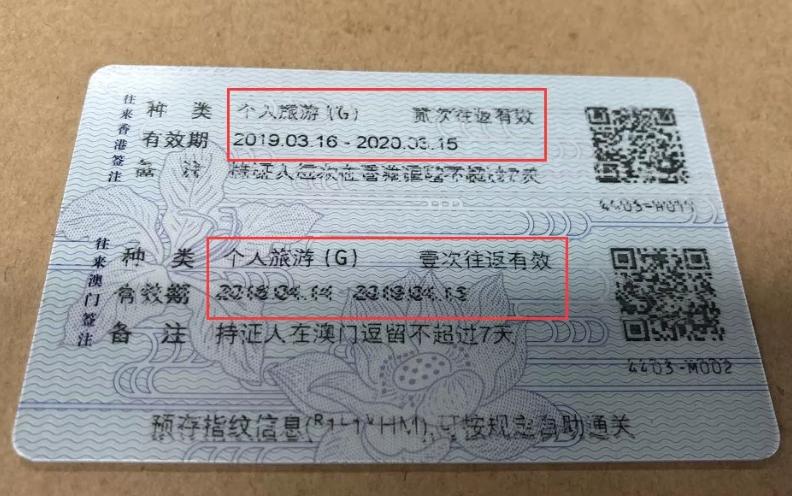 往来香港签注
种 类 个人旅游(G) 贰次往返有效
有效期 2019.03.16 - 2020.03.15
备 注
往来澳门签注
种 类 个人旅游(G) 壹次往返有效
有效期
备 注 持证人在澳门逗留不超过7天
4403-M002
预存指纹信息 可按规定自助通关